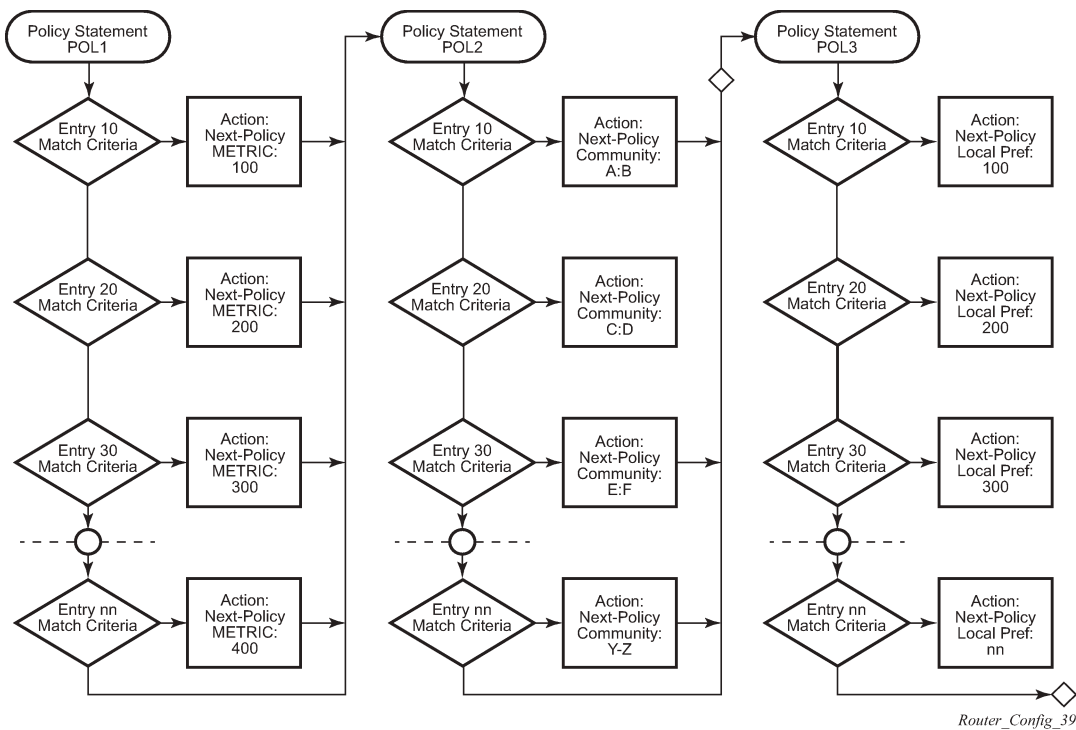 Policy Statement
POL1
Policy Statement
POL2
Policy Statement
POL3
Entry 10
Match Criteria
Action:
Next-Policy
METRIC:
100
Entry 10
Match Criteria
Action:
Next-Policy
Community:
A:B
Entry 10
Match Criteria
Action:
Next-Policy
Local Pref:
100
Entry 20
Match Criteria
Action:
Next-Policy
METRIC:
200
Entry 20
Match Criteria
Action:
Next-Policy
Community:
C:D
Entry 20
Match Criteria
Action:
Next-Policy
Local Pref:
200
Entry 30
Match Criteria
Action:
Next-Policy
METRIC:
300
Entry 30
Match Criteria
Action:
Next-Policy
Community:
E:F
Entry 30
Match Criteria
Action:
Next-Policy
Local Pref:
300
Entry nn
Match Criteria
Action:
Next-Policy
METRIC:
400
Entry nn
Match Criteria
Action:
Next-Policy
Community:
Y-Z
Entry nn
Match Criteria
Action:
Next-Policy
Local Pref:
nn
Router_Config_39